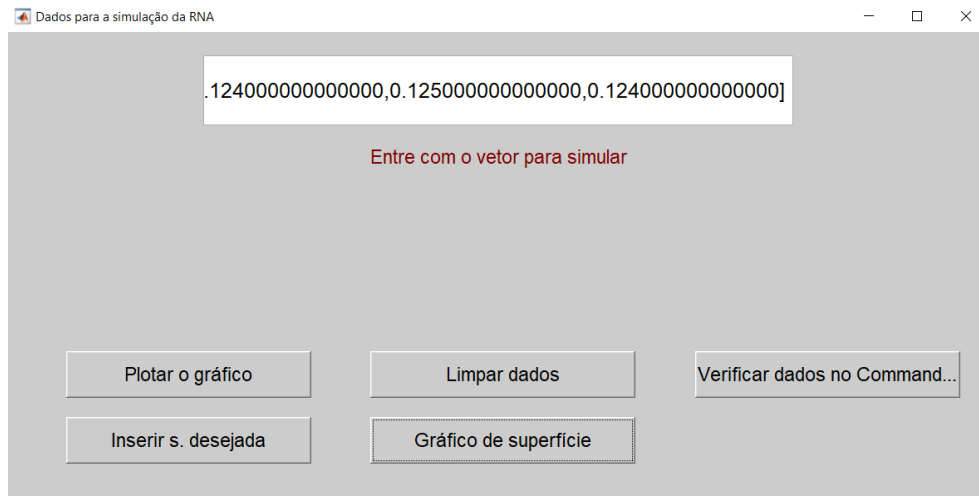 Dados para a simulação da RNA
.124000000000000,0.125000000000000,0.124000000000000]
Entre com o vetor para simular
Plotar o gráfico
Limpar dados
Verificar dados no Command...
Inserir s. desejada
Gráfico de superfície